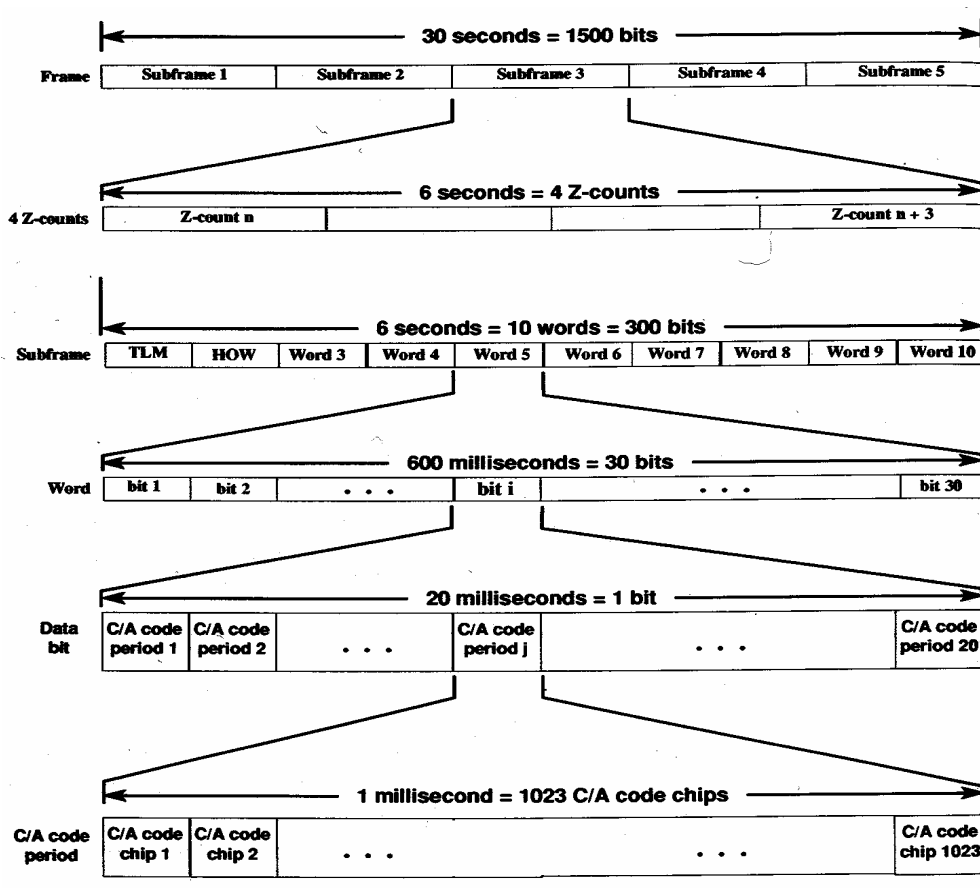 30 seconds = 1500 bits
Frame Subframe 1 Subframe 2 Subframe 3 Subframe 4 Subframe 5
6 seconds = 4 Z-counts
4 Z-counts Z-count n Z-count n + 3
6 seconds = 10 words = 300 bits
Subframe TLM HOW Word 3 Word 4 Word 5 Word 6 Word 7 Word 8 Word 9 Word 10
600 milliseconds = 30 bits
Word bit 1 bit 2 • • • bit i • • • bit 30
20 milliseconds = 1 bit
Data C/A code C/A code C/A code C/A code
bit period 1 period 2 • • • period j • • • period 20
1 millisecond = 1023 C/A code chips
C/A code C/A code C/A code C/A code
period chip 1 chip 2 • • • • • • chip 1023